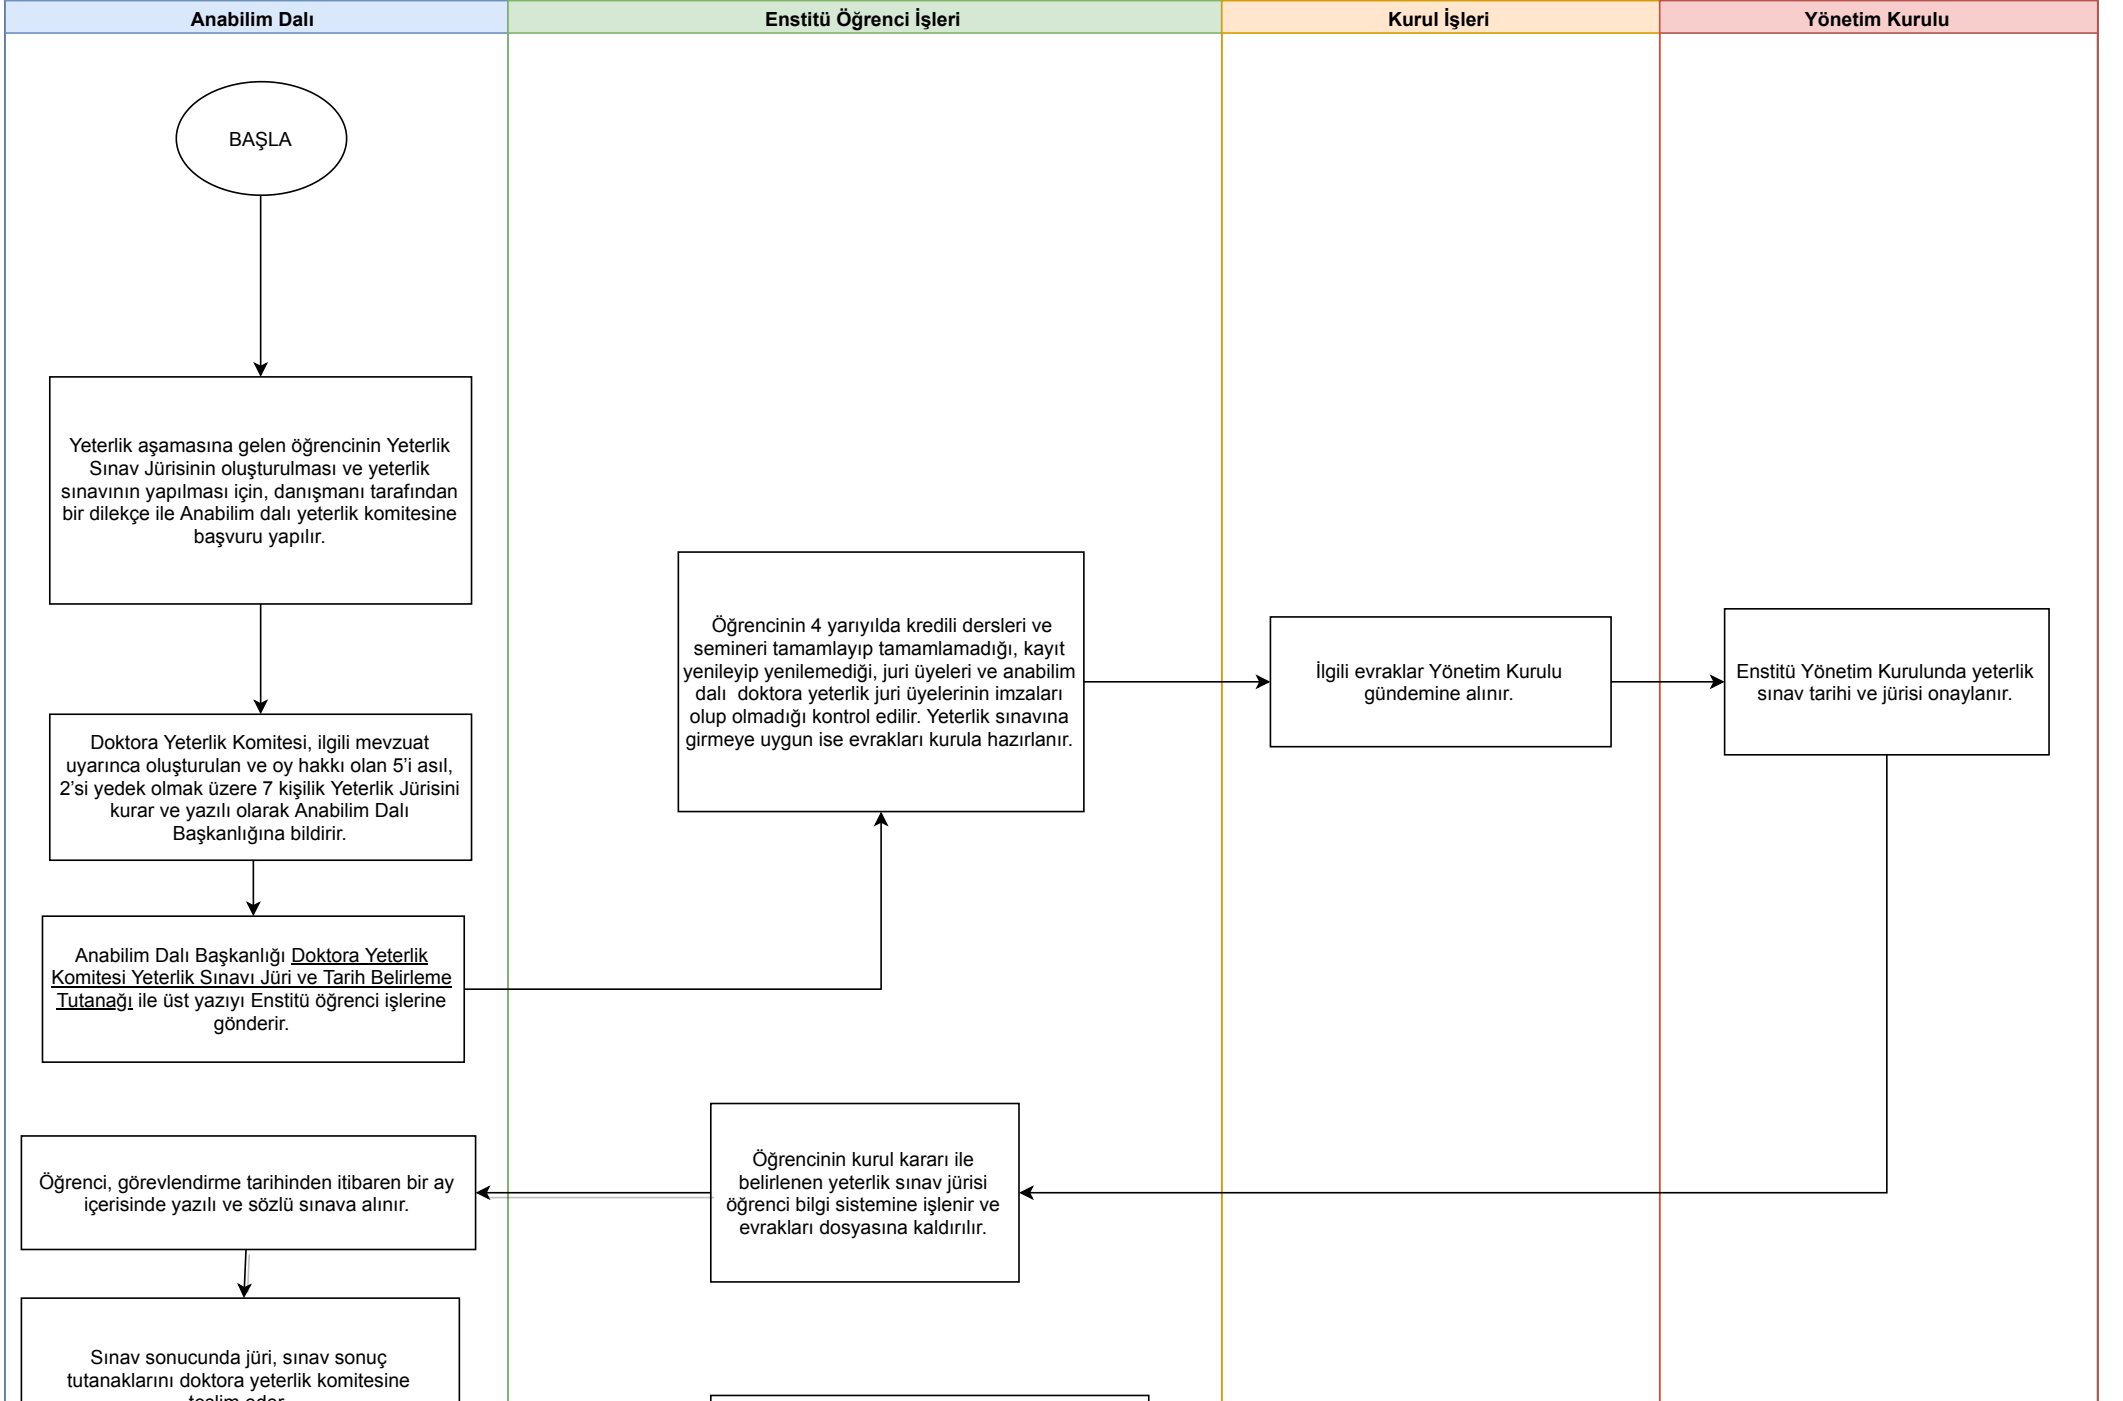 Anabilim Dalı
Enstitü Öğrenci İşleri
Kurul İşleri
Yönetim Kurulu
BAŞLA
Yeterlik aşamasına gelen öğrencinin Yeterlik
Sınav Jürisinin oluşturulması ve yeterlik
sınavının yapılması için, danışmanı tarafından
bir dilekçe ile Anabilim dalı yeterlik komitesine
başvuru yapılır.
Doktora Yeterlik Komitesi, ilgili mevzuat
uyarınca oluşturulan ve oy hakkı olan 5'i asıl,
2'si yedek olmak üzere 7 kişilik Yeterlik Jürisini
kurar ve yazılı olarak Anabilim Dalı
Başkanlığına bildirir.
Anabilim Dalı Başkanlığı Doktora Yeterlik
Komitesi Yeterlik Sınavı Jüri ve Tarih Belirleme
Tutanağı ile üst yazıyı Enstitü öğrenci işlerine
gönderir.
Öğrencinin 4 yarıyılda kredili dersleri ve
semineri tamamlayıp tamamlamadığı, kayıt
yenileyip yenilemediği, juri üyeleri ve anabilim
dalı  doktora yeterlik juri üyelerinin imzaları
olup olmadığı kontrol edilir. Yeterlik sınavına
girmeye uygun ise evrakları kurula hazırlanır.
İlgili evraklar Yönetim Kurulu
gündemine alınır.
Enstitü Yönetim Kurulunda yeterlik
sınav tarihi ve jürisi onaylanır.
Öğrencinin kurul kararı ile
belirlenen yeterlik sınav jürisi
öğrenci bilgi sistemine işlenir ve
evrakları dosyasına kaldırılır.
Öğrenci, görevlendirme tarihinden itibaren bir ay
içerisinde yazılı ve sözlü sınava alınır.
Sınav sonucunda jüri, sınav sonuç
tutanaklarını doktora yeterlik komitesine
teslim eder.